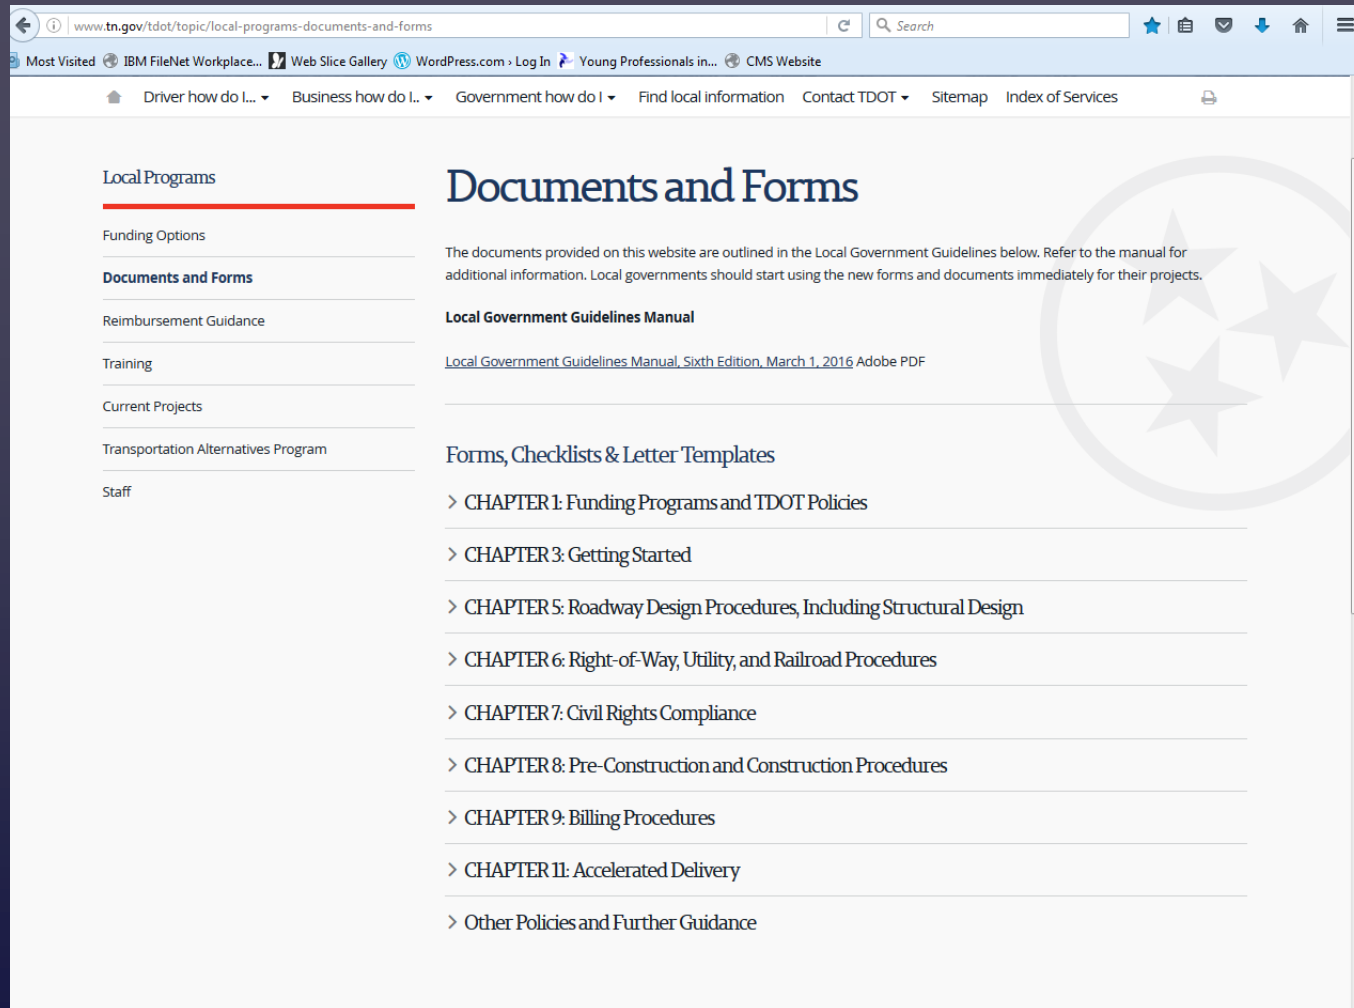 www.tn.gov/tdot/topic/local-programs-documents-and-forms
Search
Most Visited IBM FileNet Workplace... Web Slice Gallery WordPress.com › Log In Young Professionals in... CMS Website
Driver how do I... Business how do I.. Government how do I Find local information Contact TDOT Sitemap Index of Services
Local Programs
Funding Options
Documents and Forms
Reimbursement Guidance
Training
Current Projects
Transportation Alternatives Program
Staff
Documents and Forms
The documents provided on this website are outlined in the Local Government Guidelines below. Refer to the manual for
additional information. Local governments should start using the new forms and documents immediately for their projects.
Local Government Guidelines Manual
Local Government Guidelines Manual, Sixth Edition, March 1, 2016 Adobe PDF
Forms, Checklists & Letter Templates
CHAPTER 1: Funding Programs and TDOT Policies
CHAPTER 3: Getting Started
CHAPTER 5: Roadway Design Procedures, Including Structural Design
CHAPTER 6: Right-of-Way, Utility, and Railroad Procedures
CHAPTER 7: Civil Rights Compliance
CHAPTER 8: Pre-Construction and Construction Procedures
CHAPTER 9: Billing Procedures
CHAPTER 11: Accelerated Delivery
Other Policies and Further Guidance